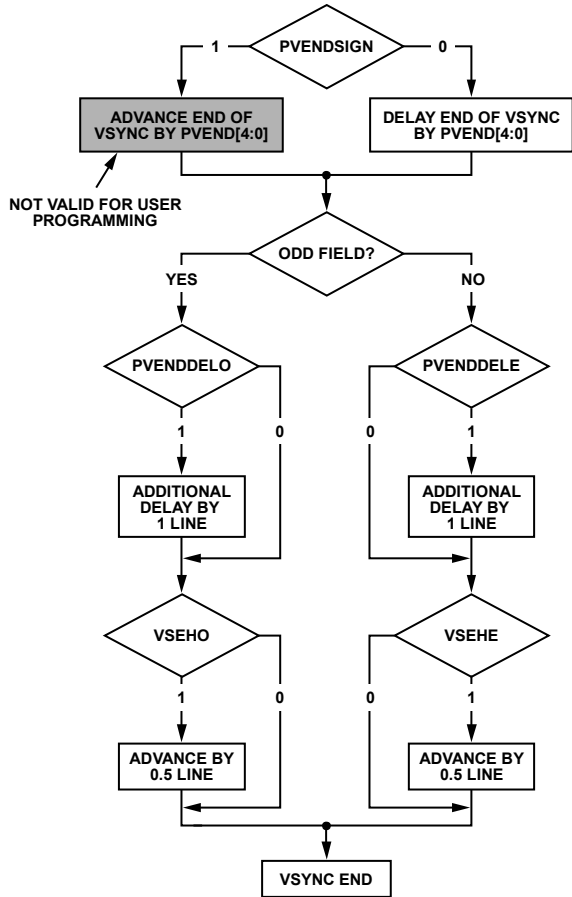 PVENDSIGN
1
0
ADVANCE END OF
VSYNC BY PVEND[4:0]
DELAY END OF VSYNC
BY PVEND[4:0]
NOT VALID FOR USER
PROGRAMMING
ODD FIELD?
YES
NO
PVENDDELO
PVENDDELE
1
0
0
1
ADDITIONAL
DELAY BY
1 LINE
ADDITIONAL
DELAY BY
1 LINE
VSEHO
VSEHE
1
0
0
1
ADVANCE BY
0.5 LINE
ADVANCE BY
0.5 LINE
VSYNC END